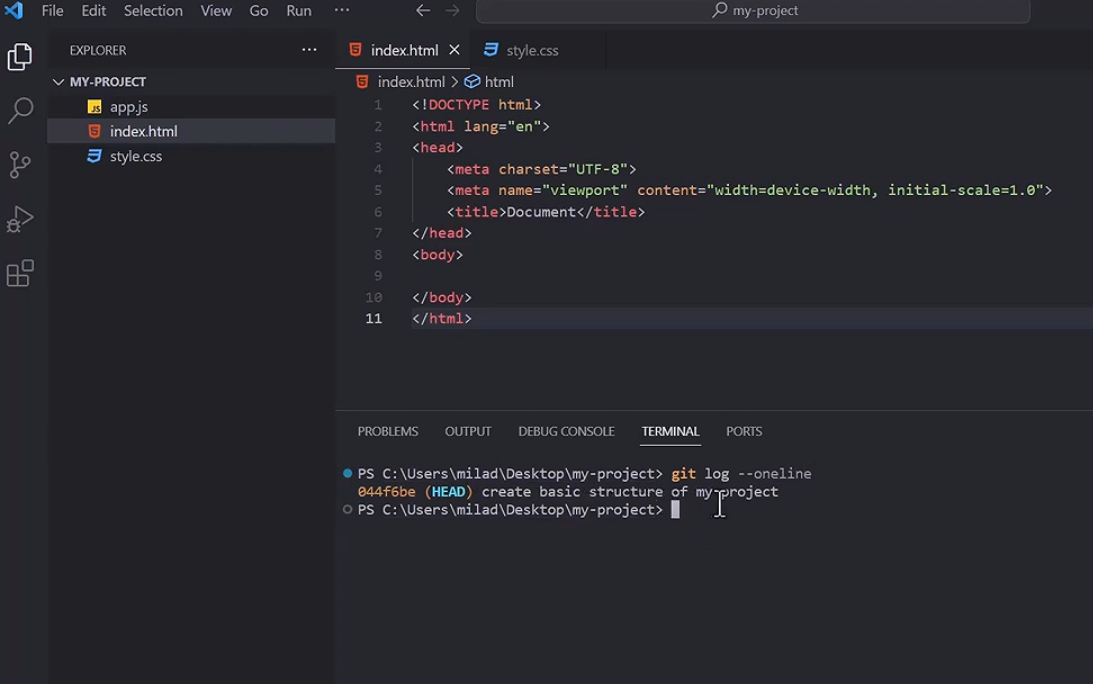 File Edit Selection View Go Run ··· my-project
EXPLORER ···
MY-PROJECT
app.js
index.html
style.css
index.html style.css
index.html > html
1 <!DOCTYPE html>
2 <html lang="en">
3 <head>
4 <meta charset="UTF-8">
5 <meta name="viewport" content="width=device-width, initial-scale=1.0">
6 <title>Document</title>
7 </head>
8 <body>
9
10 </body>
11 </html>
PROBLEMS OUTPUT DEBUG CONSOLE TERMINAL PORTS
PS C:\Users\milad\Desktop\my-project> git log --oneline
044f6be (HEAD) create basic structure of my project
PS C:\Users\milad\Desktop\my-project>